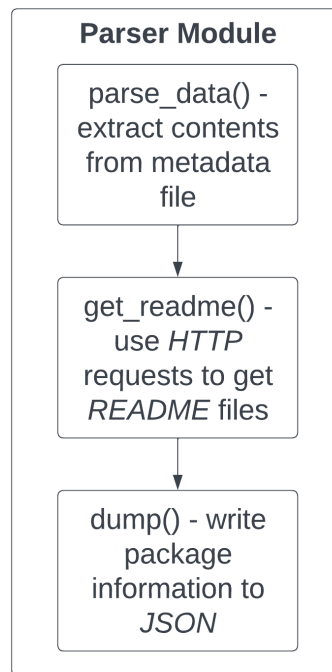 Parser Module
parse_data() -
extract contents
from metadata
file
get_readme() -
use HTTP
requests to get
README files
dump() - write
package
information to
JSON